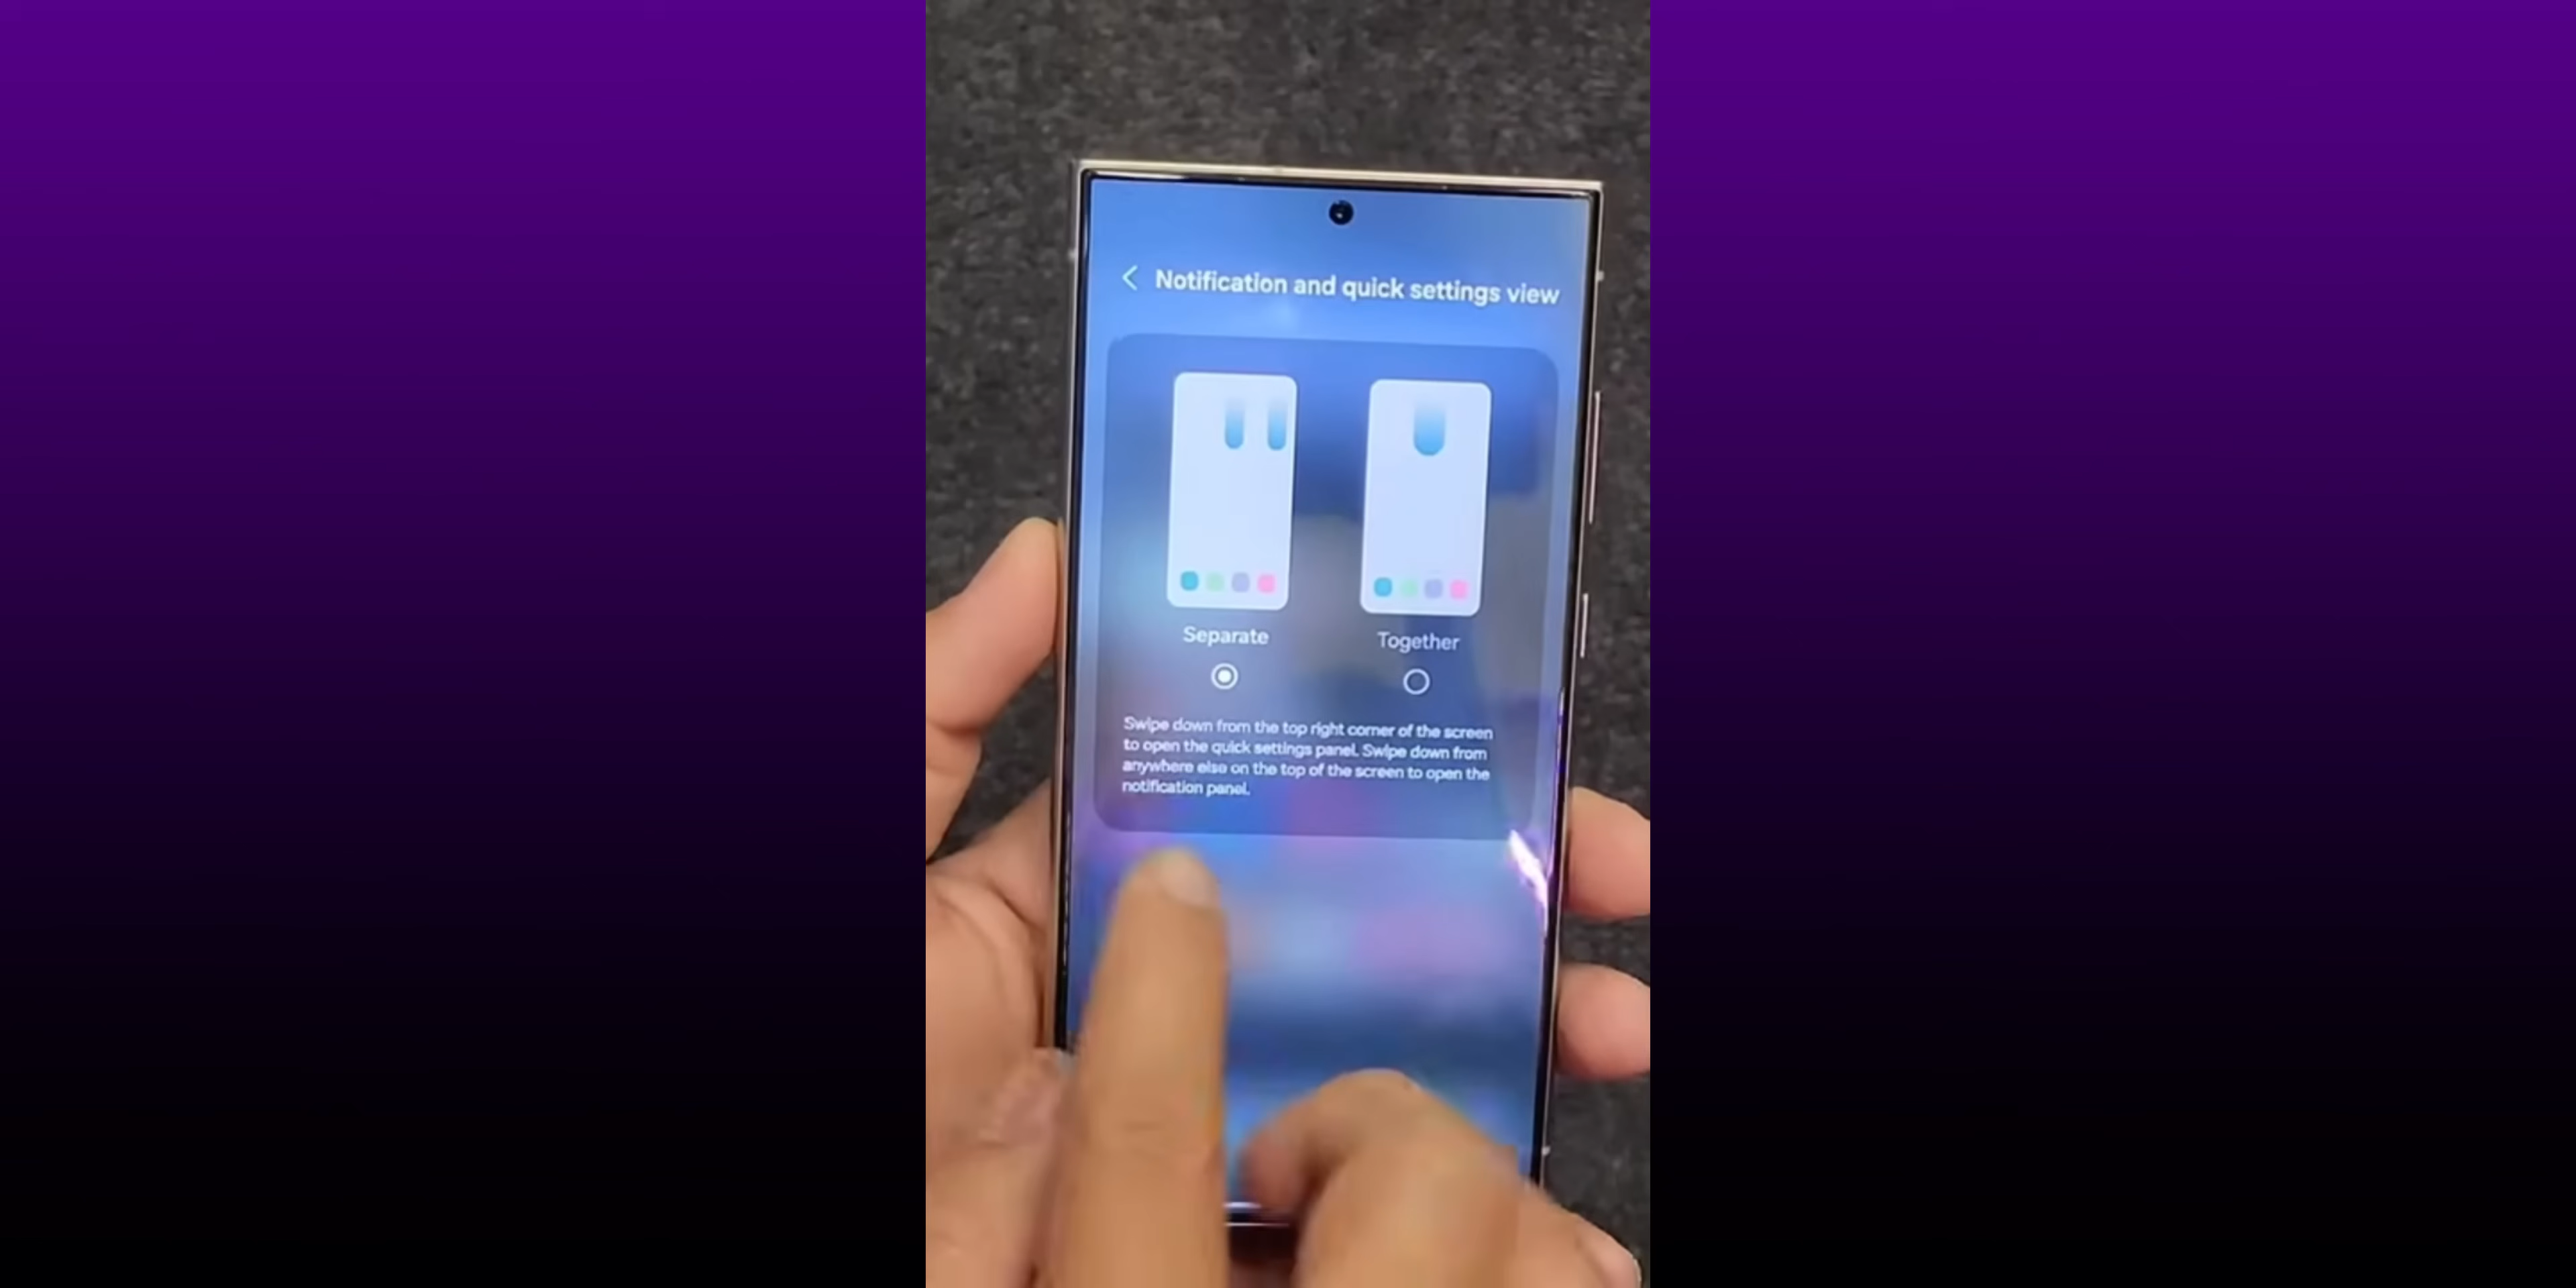 Notification and quick settings view
Separate
Together
Swipe down from the top right corner of the screen
to open the quick settings panel. Swipe down from
anywhere else on the top of the screen to open the
notification panel.